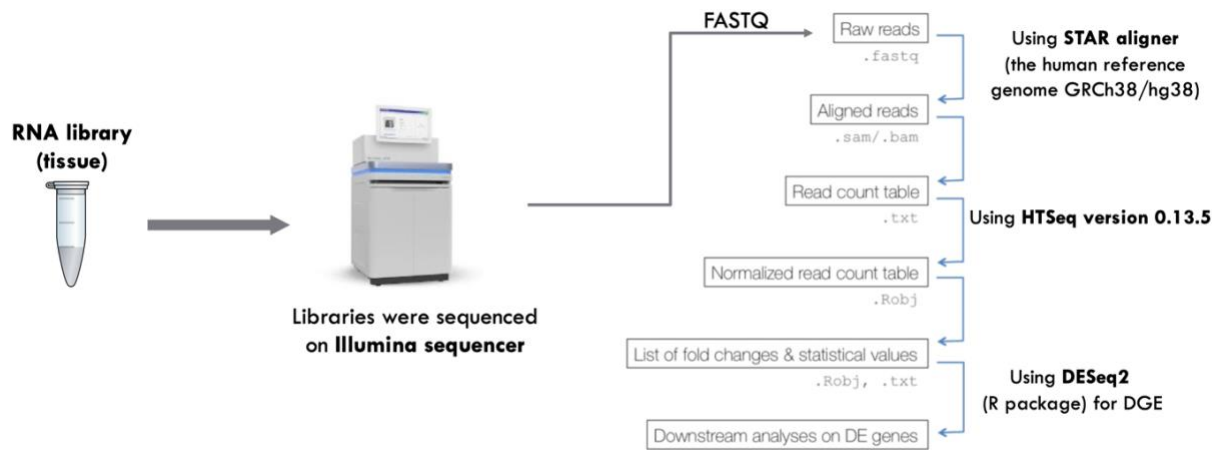 RNA library
(tissue)
Libraries were sequenced
on Illumina sequencer
FASTQ
Raw reads
.fastq
Using STAR aligner
(the human reference
genome GRCh38/hg38)
Aligned reads
.sam/.bam
Read count table
.txt
Using HTSeq version 0.13.5
Normalized read count table
.Robj
List of fold changes & statistical values
.Robj, .txt
Using DESeq2
(R package) for DGE
Downstream analyses on DE genes